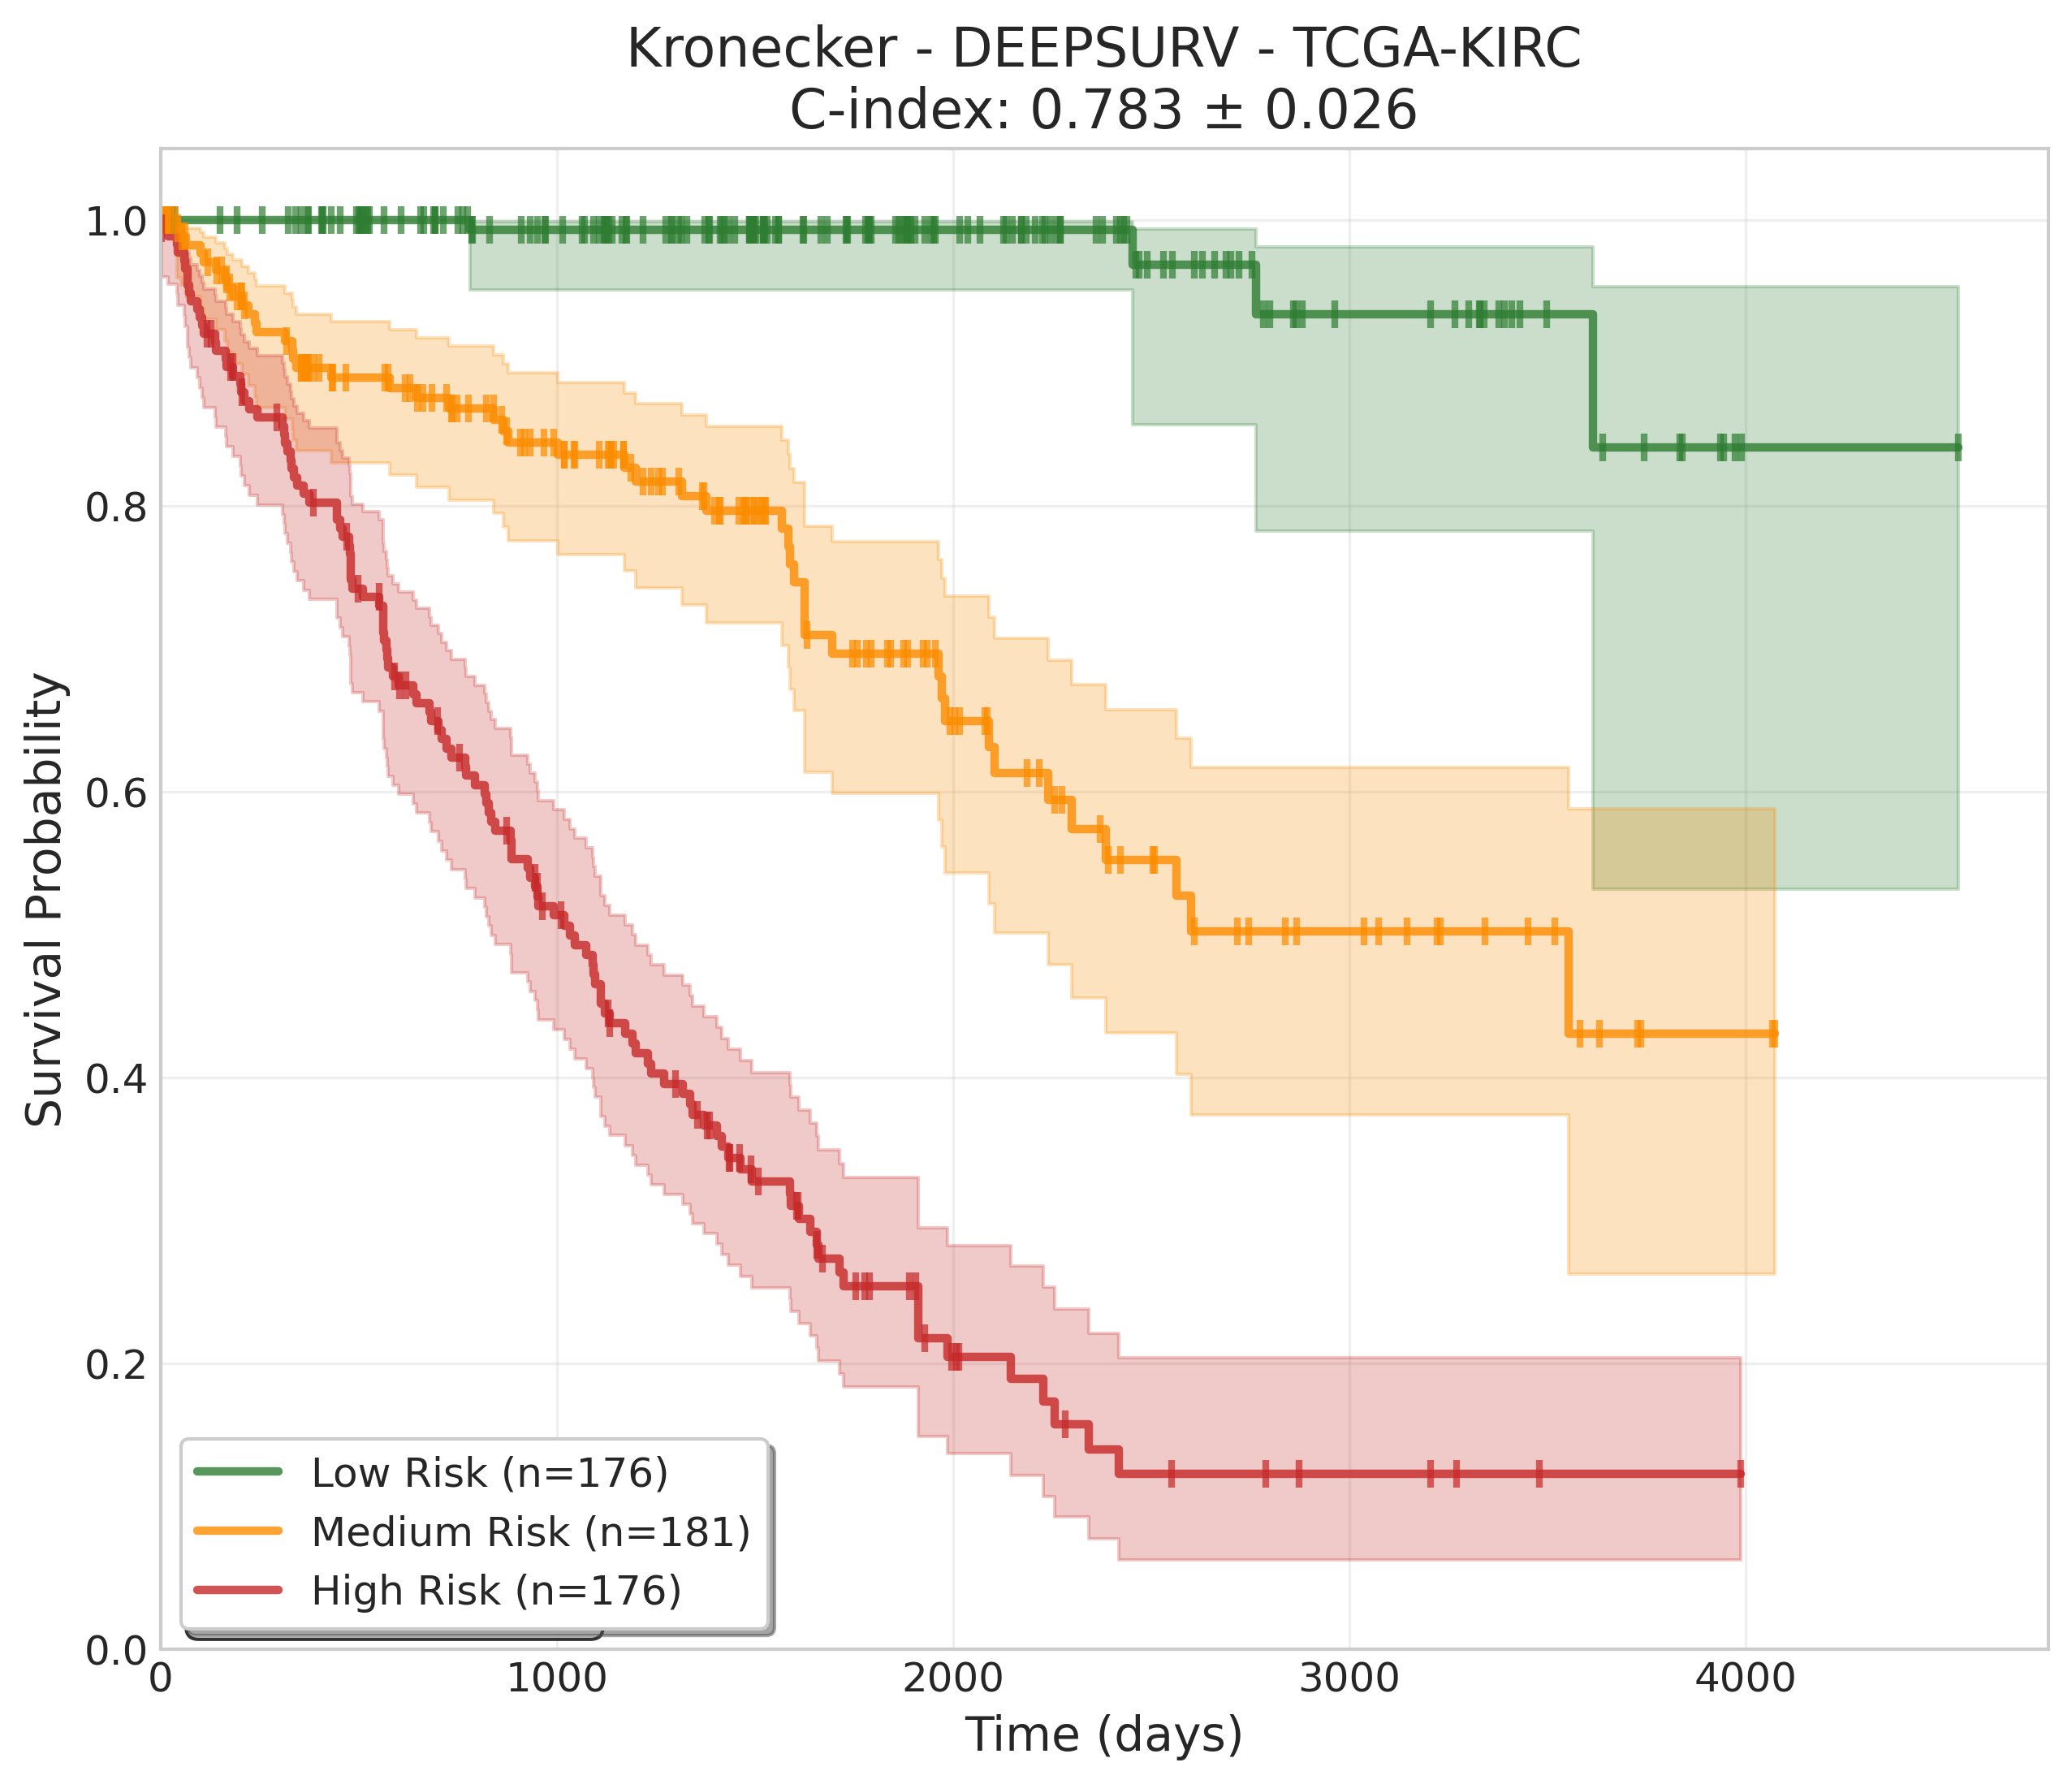 Kronecker - DEEPSURV - TCGA-KIRC
C-index: 0.783 ± 0.026
Survival Probability
1.0
0.8
0.6
0.4
0.2
0.0
Low Risk (n=176)
Medium Risk (n=181)
High Risk (n=176)
0 1000 2000 3000 4000
Time (days)